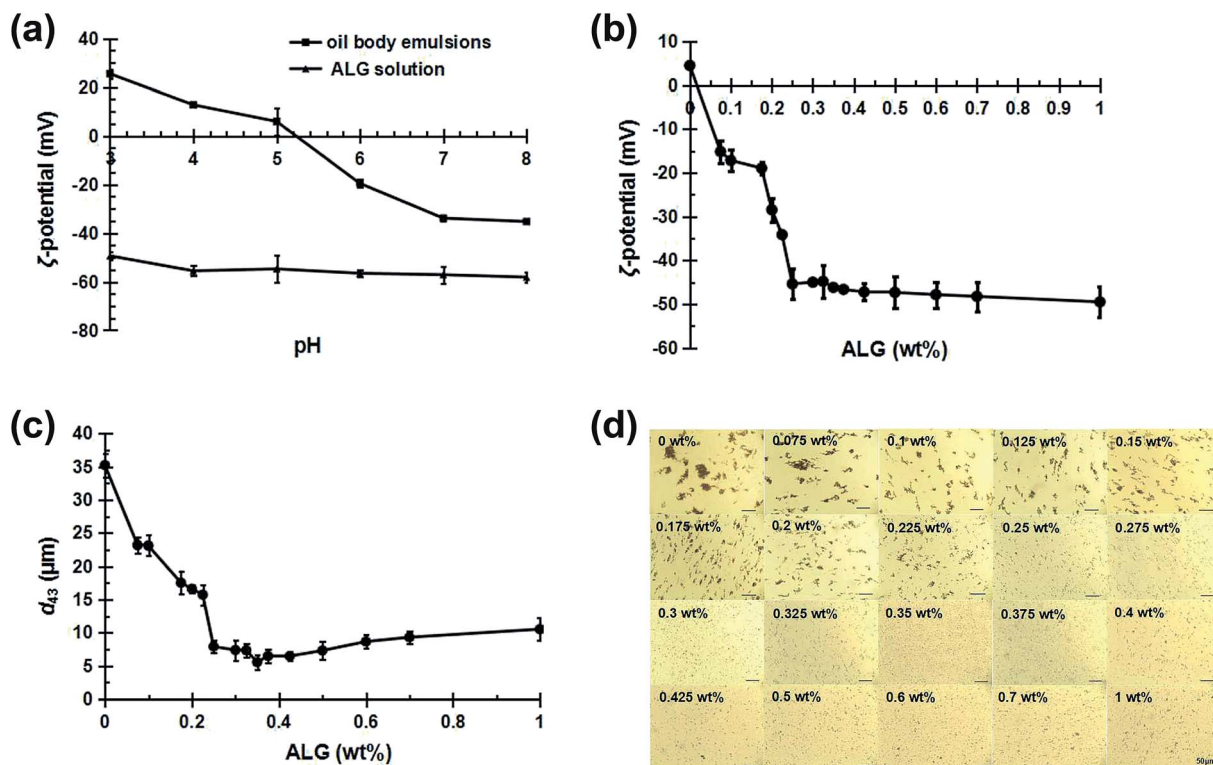 (a)
oil body emulsions
ALG solution
40
20
0
-20
-40
-60
-80
3 4 5 6 7 8
ζ-potential (mV)
pH
(b)
10
0
-10
-20
-30
-40
-50
-60
0 0.1 0.2 0.3 0.4 0.5 0.6 0.7 0.8 0.9 1
ζ-potential (mV)
ALG (wt%)
(c)
40
35
30
25
20
15
10
5
0
0 0.2 0.4 0.6 0.8 1
d43 (μm)
ALG (wt%)
(d)
0 wt% 0.075 wt% 0.1 wt% 0.125 wt% 0.15 wt%
0.175 wt% 0.2 wt% 0.225 wt% 0.25 wt% 0.275 wt%
0.3 wt% 0.325 wt% 0.35 wt% 0.375 wt% 0.4 wt%
0.425 wt% 0.5 wt% 0.6 wt% 0.7 wt% 1 wt%
50μm